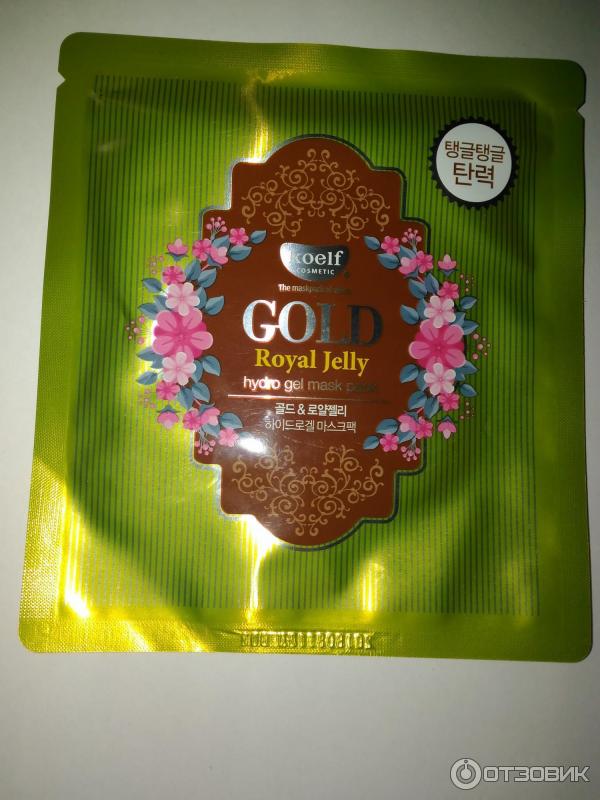 탱글탱글
탄력
koelf
COSMETIC
GOLD
Royal Jelly
hydro gel mask pack
골드 & 로얄젤리
하이드로겔 마스크팩
ОТЗОВИК